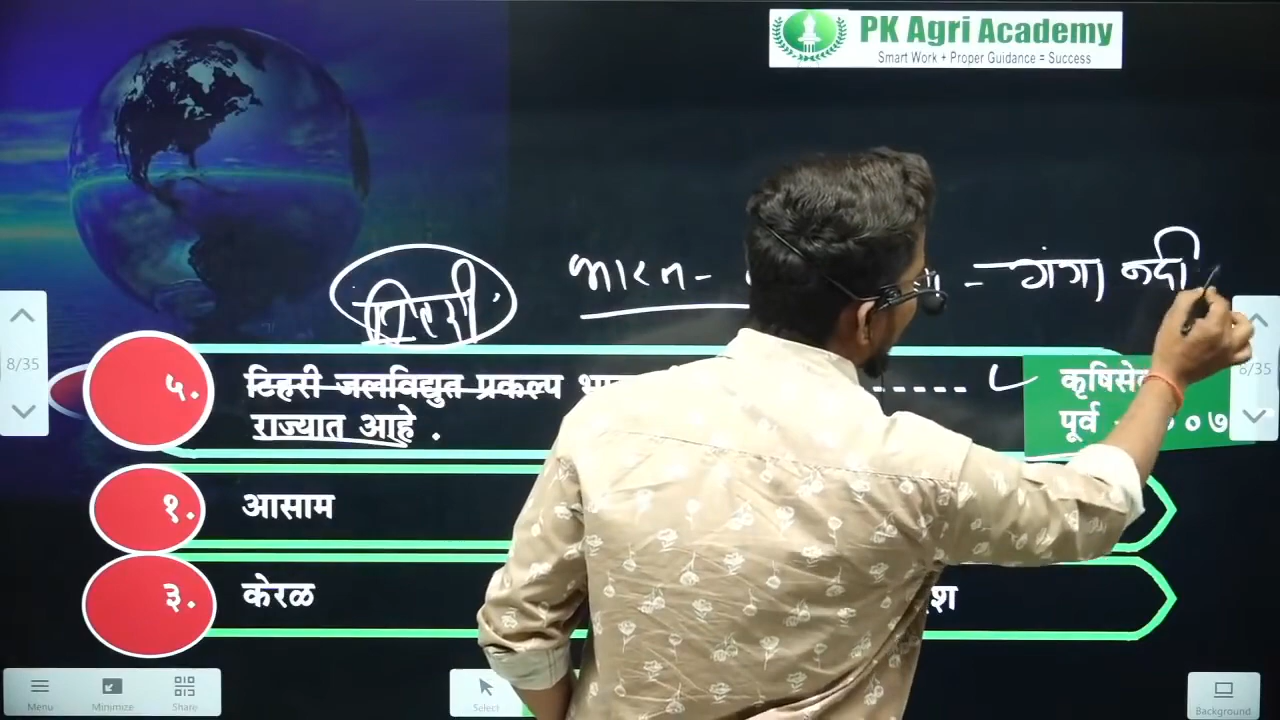 PK Agri Academy
Smart Work + Proper Guidance = Success
टिहरी भारत - - गंगा नदी
8/35
8/35
५. टिहरी जलविद्युत प्रकल्प ------
राज्यात आहे .
पूर्व
१. आसाम
३. केरळ
Menu
Minimize
Share
Select
Background